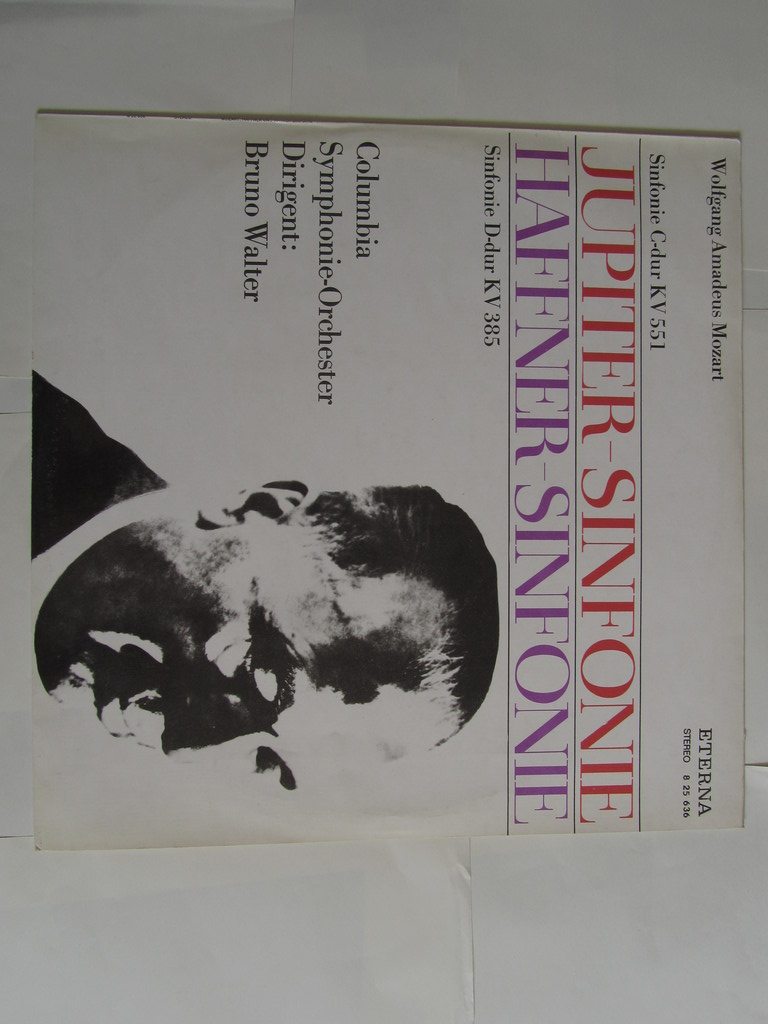 Wolfgang Amadeus Mozart
ETERNA
STEREO 8 25 636
Sinfonie C-dur KV 551
JUPITER-SINFONIE
HAFFNER-SINFONIE
Sinfonie D-dur KV 385
Columbia
Symphonie-Orchester
Dirigent:
Bruno Walter